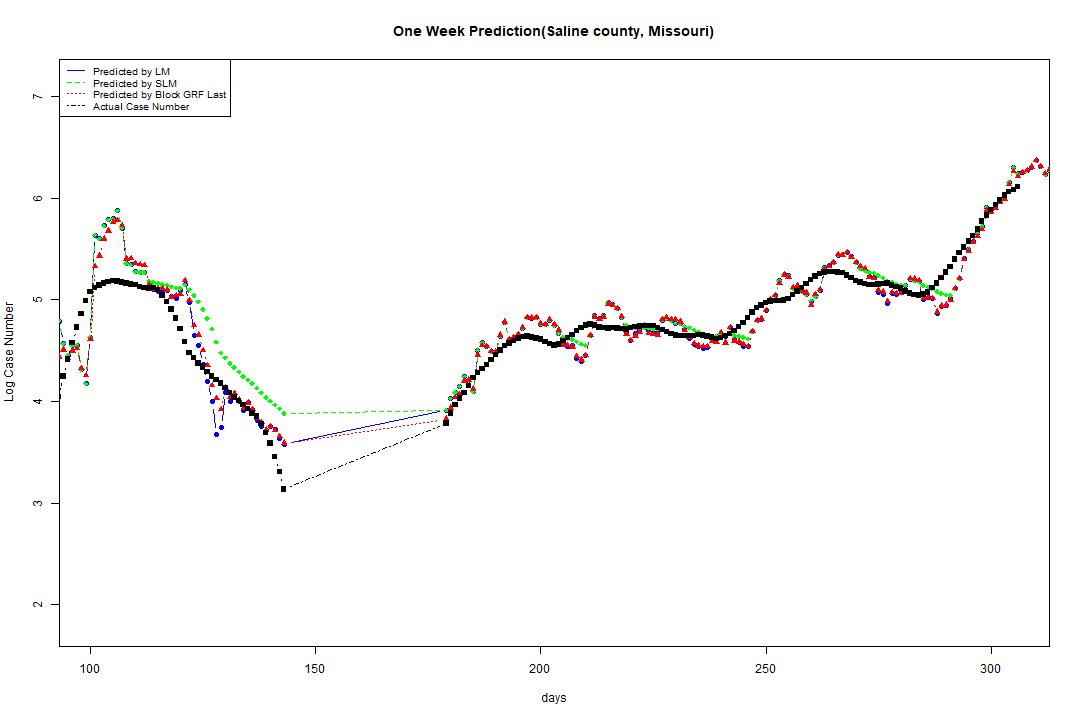 One Week Prediction(Saline county, Missouri)
Predicted by LM
Predicted by SLM
Predicted by Block GRF Last
Actual Case Number
7
6
5
4
3
2
Log Case Number
100 150 200 250 300
days